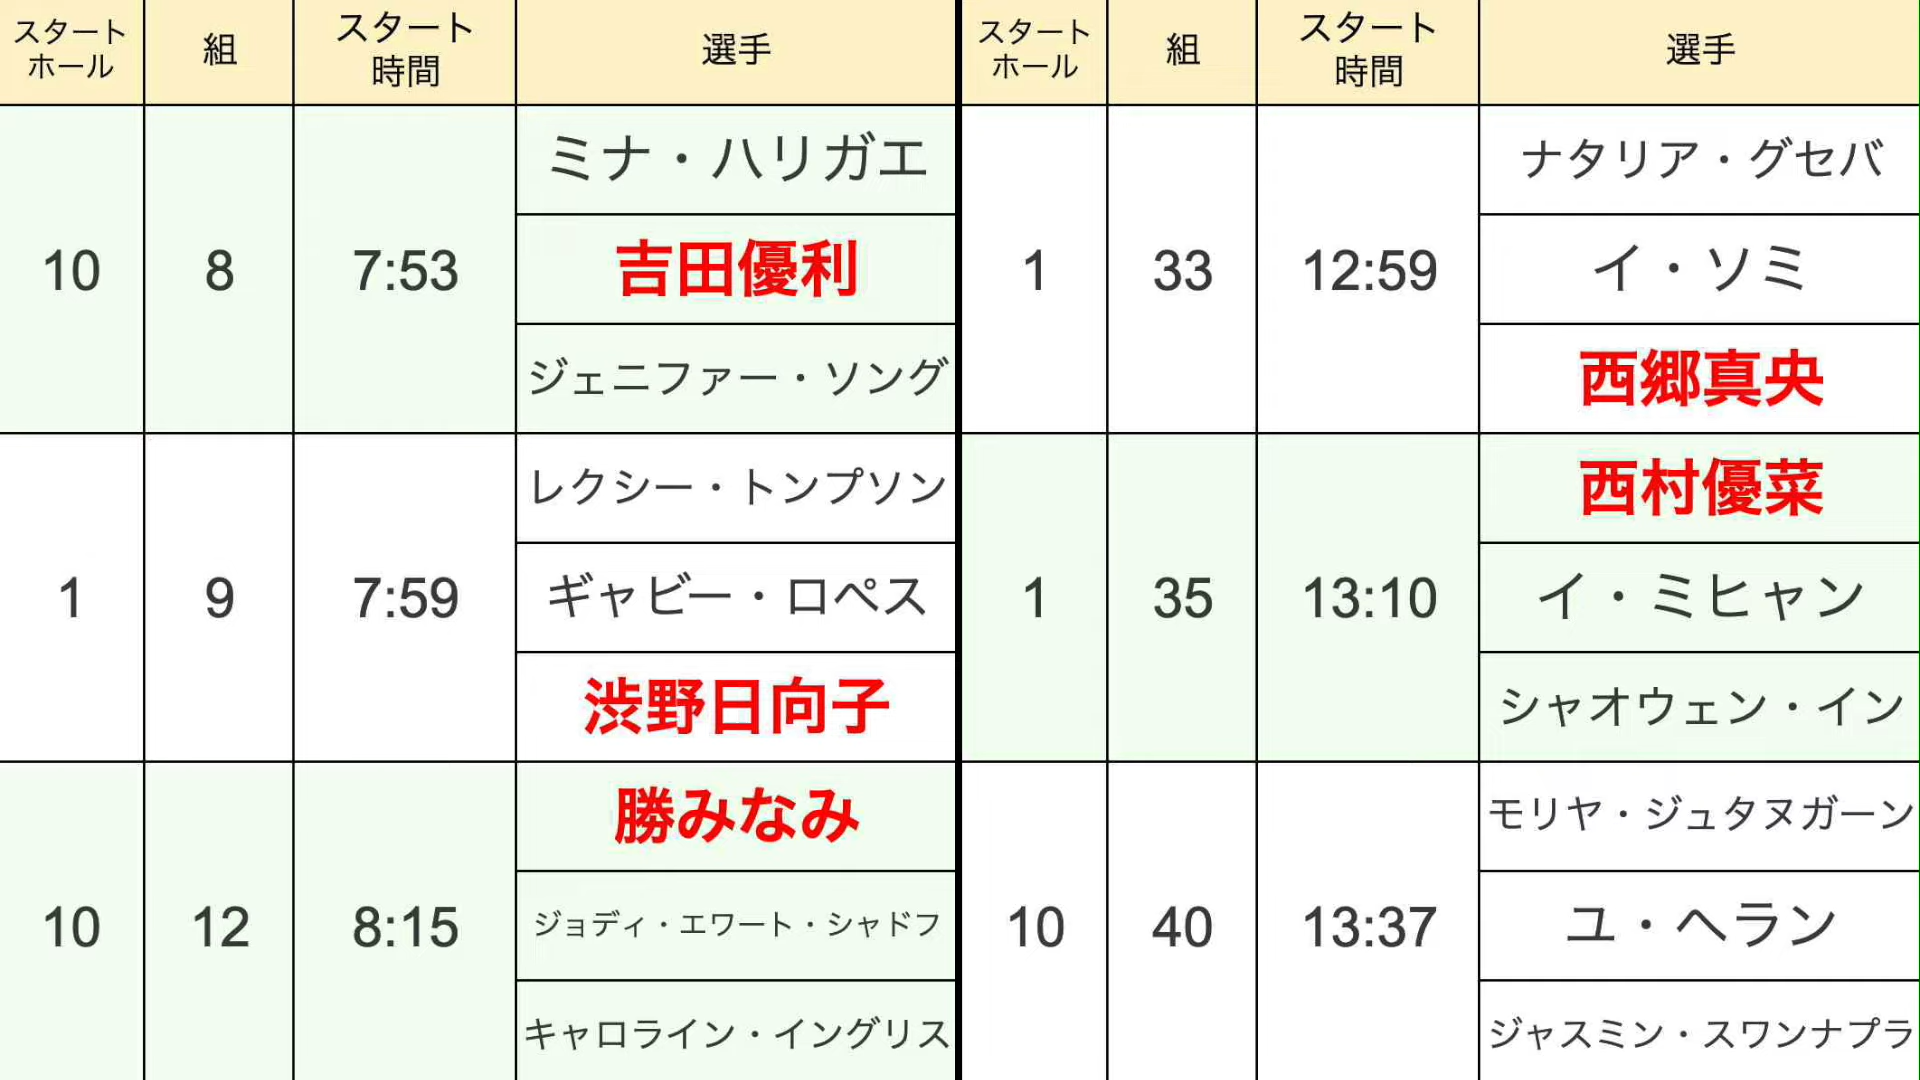 スタート
ホール
組
スタート
時間
選手
10
8
7:53
ミナ・ハリガエ
吉田優利
ジェニファー・ソング
1
9
7:59
レクシー・トンプソン
ギャビー・ロペス
渋野日向子
10
12
8:15
勝みなみ
ジョディ・エワート・シャドフ
キャロライン・イングリス
スタート
ホール
組
スタート
時間
選手
1
33
12:59
ナタリア・グセバ
イ・ソミ
西郷真央
1
35
13:10
西村優菜
イ・ミヒャン
シャオウェン・イン
10
40
13:37
モリヤ・ジュタヌガーン
ユ・ヘラン
ジャスミン・スワンナプラ